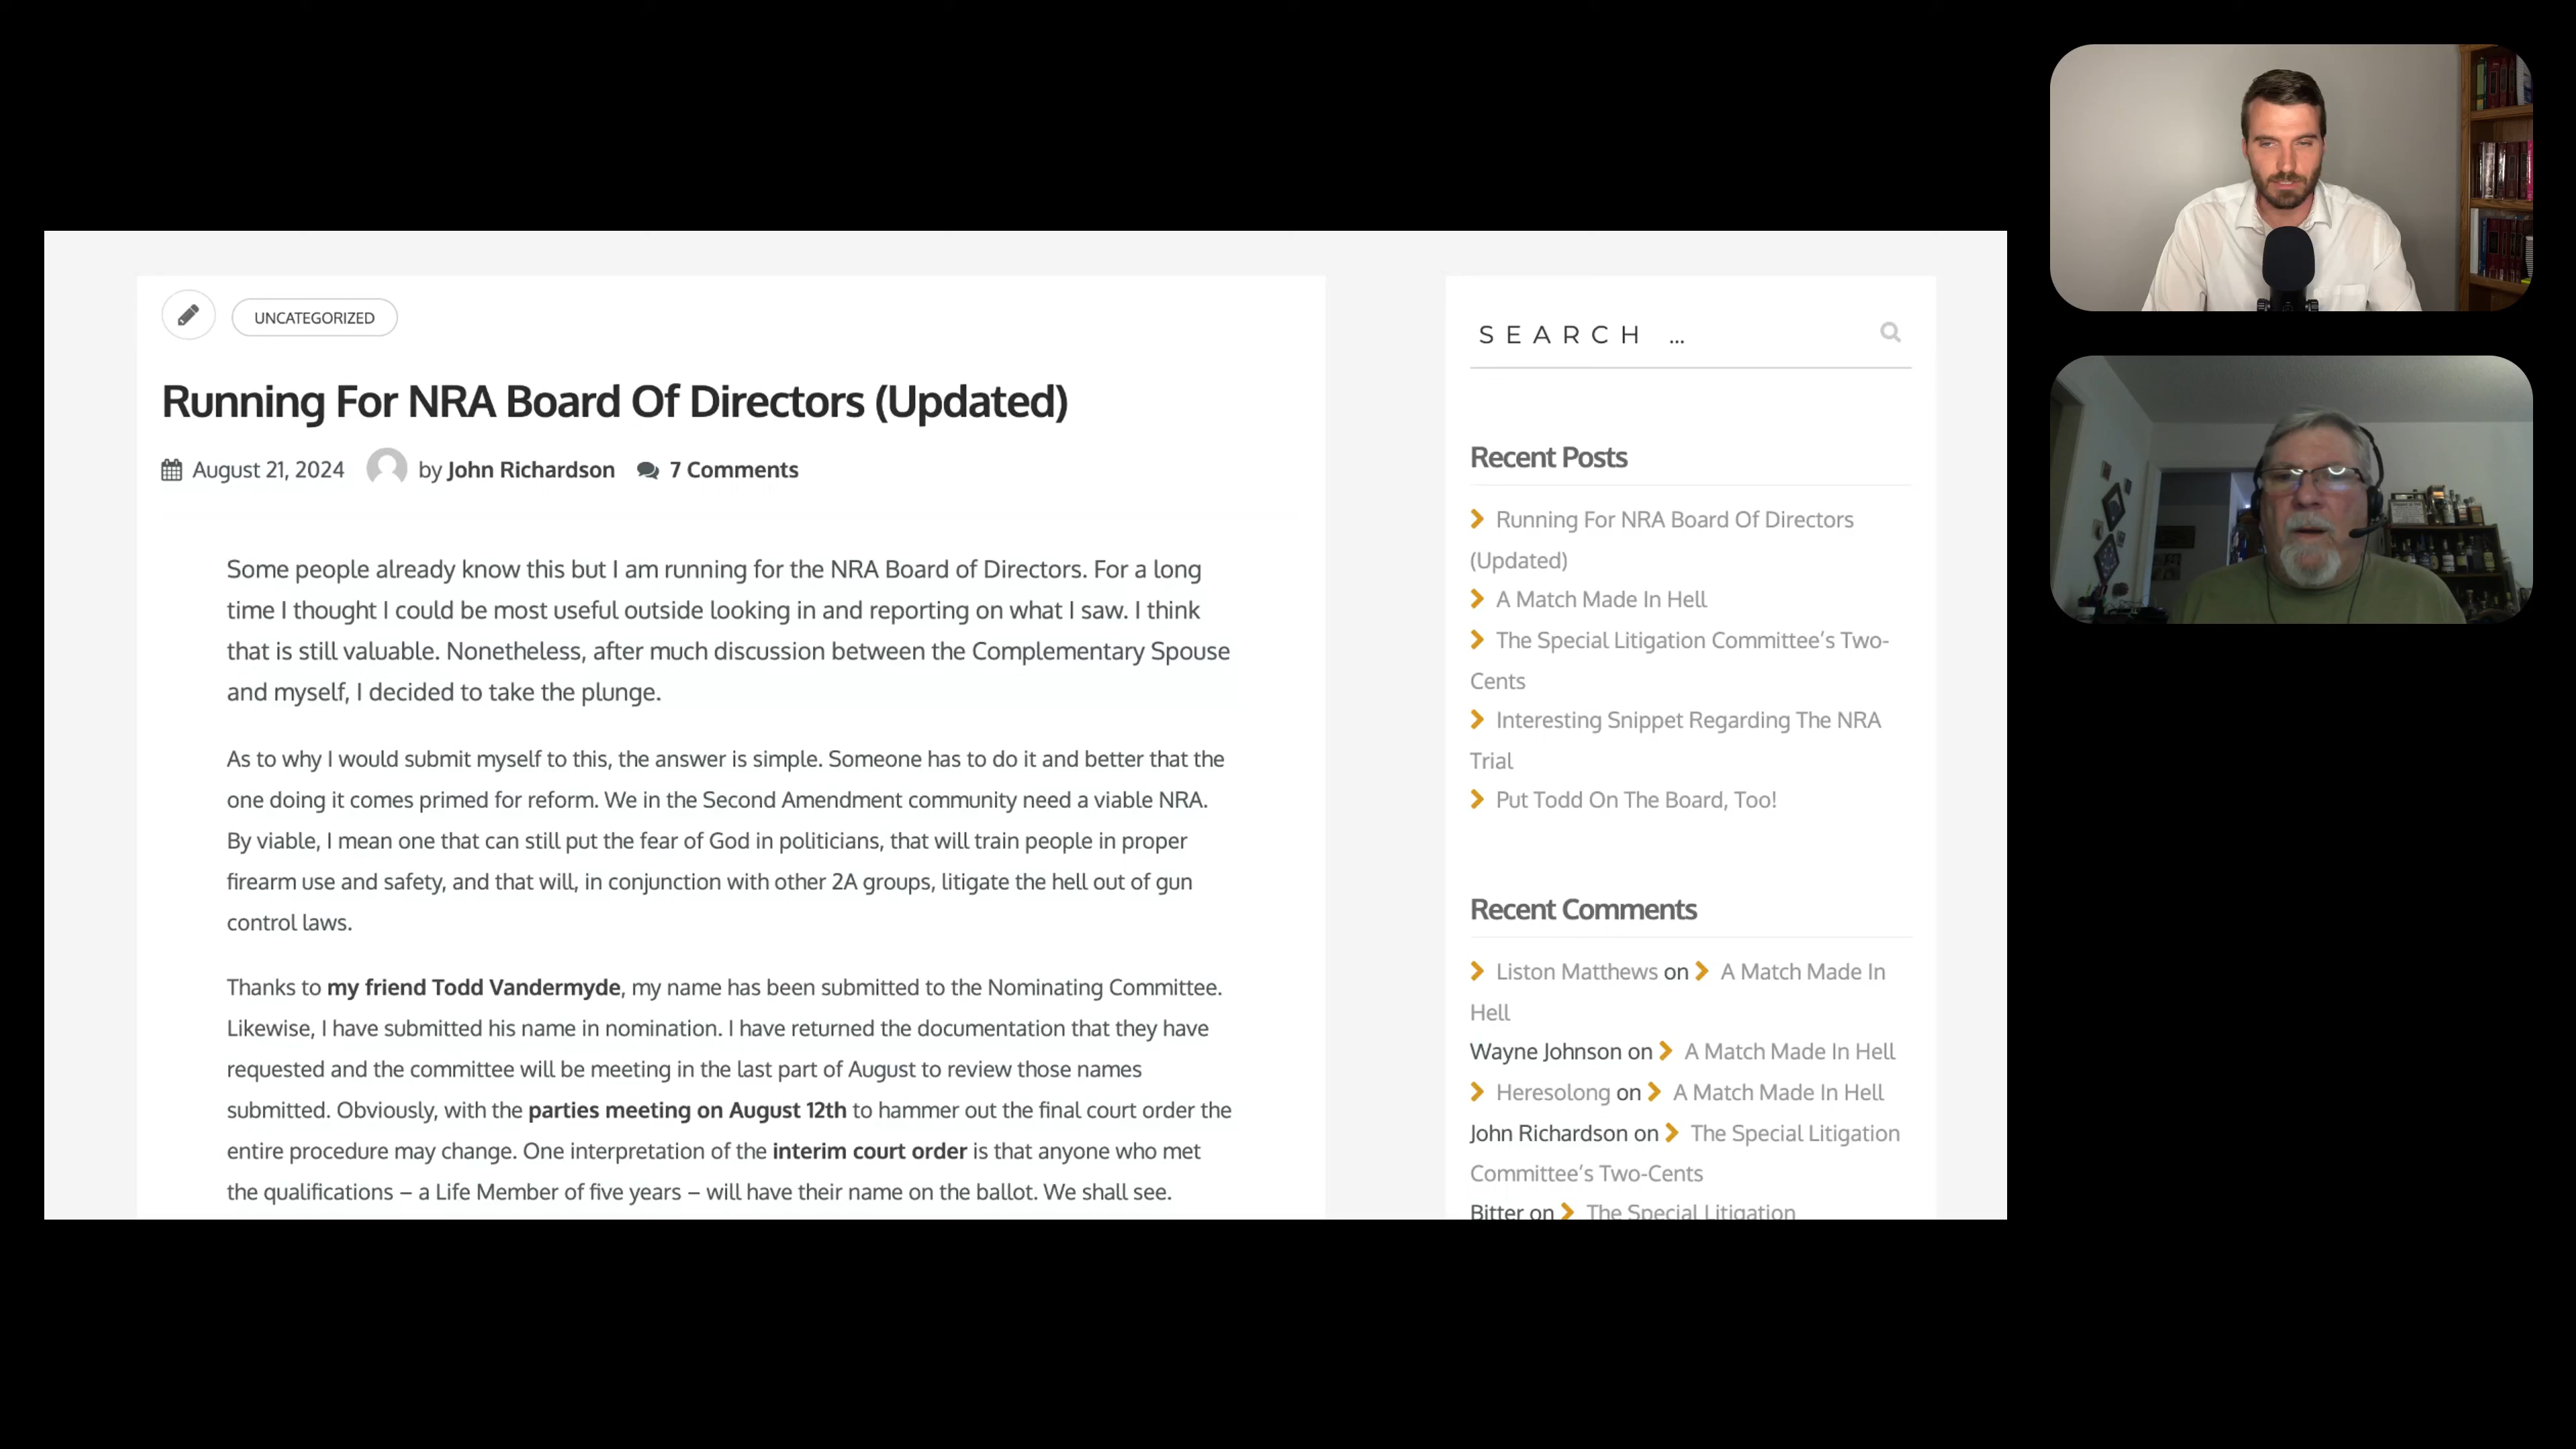 UNCATEGORIZED
Running For NRA Board Of Directors (Updated)
August 21, 2024 by John Richardson 7 Comments
Some people already know this but I am running for the NRA Board of Directors. For a long
time I thought I could be most useful outside looking in and reporting on what I saw. I think
that is still valuable. Nonetheless, after much discussion between the Complementary Spouse
and myself, I decided to take the plunge.
As to why I would submit myself to this, the answer is simple. Someone has to do it and better that the
one doing it comes primed for reform. We in the Second Amendment community need a viable NRA.
By viable, I mean one that can still put the fear of God in politicians, that will train people in proper
firearm use and safety, and that will, in conjunction with other 2A groups, litigate the hell out of gun
control laws.
Thanks to my friend Todd Vandermyde, my name has been submitted to the Nominating Committee.
Likewise, I have submitted his name in nomination. I have returned the documentation that they have
requested and the committee will be meeting in the last part of August to review those names
submitted. Obviously, with the parties meeting on August 12th to hammer out the final court order the
entire procedure may change. One interpretation of the interim court order is that anyone who met
the qualifications – a Life Member of five years – will have their name on the ballot. We shall see.
SEARCH ...
Recent Posts
Running For NRA Board Of Directors
(Updated)
A Match Made In Hell
The Special Litigation Committee's Two-
Cents
Interesting Snippet Regarding The NRA
Trial
Put Todd On The Board, Too!
Recent Comments
Liston Matthews on A Match Made In
Hell
Wayne Johnson on A Match Made In Hell
Heresolong on A Match Made In Hell
John Richardson on The Special Litigation
Committee's Two-Cents
Bitter on The Special Litigation